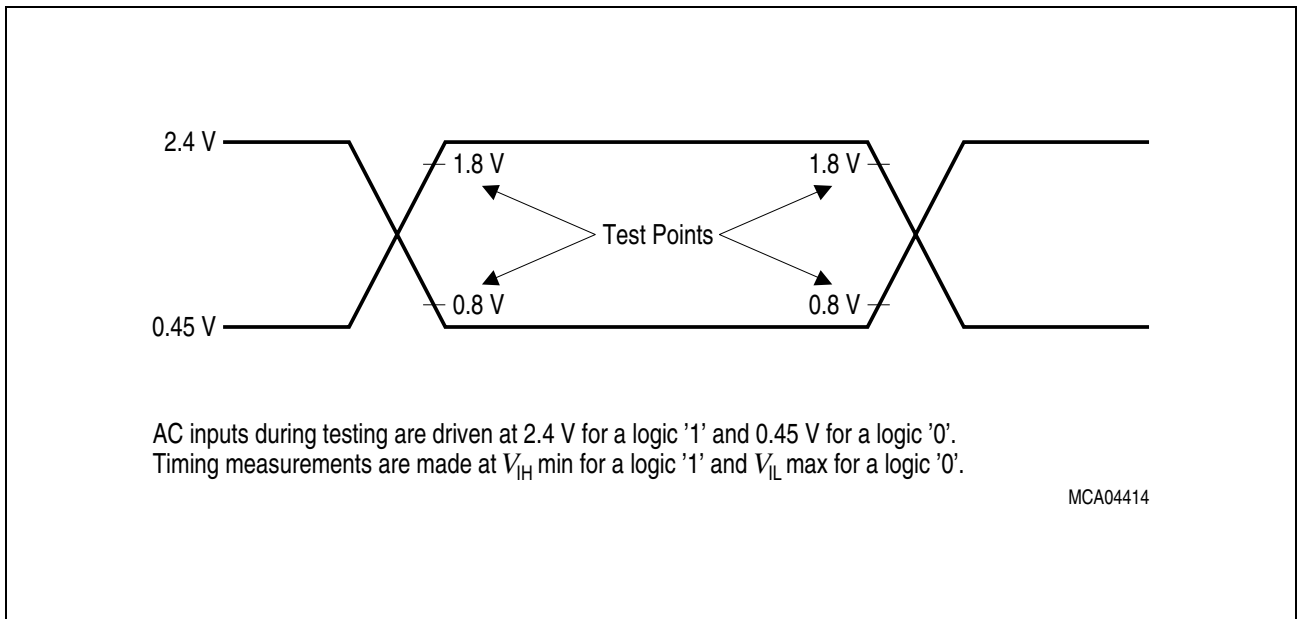 2.4 V
1.8 V
1.8 V
Test Points
0.8 V
0.8 V
0.45 V
AC inputs during testing are driven at 2.4 V for a logic ’1’ and 0.45 V for a logic ’0’.
Timing measurements are made at VIH min for a logic ’1’ and VIL max for a logic ’0’.
MCA04414